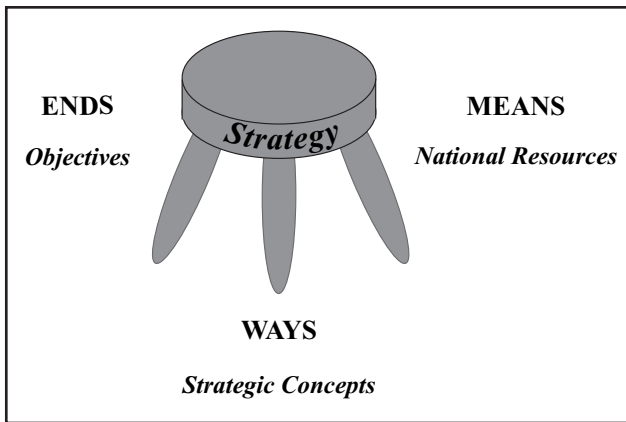 ENDS
Objectives
Strategy
MEANS
National Resources
WAYS
Strategic Concepts